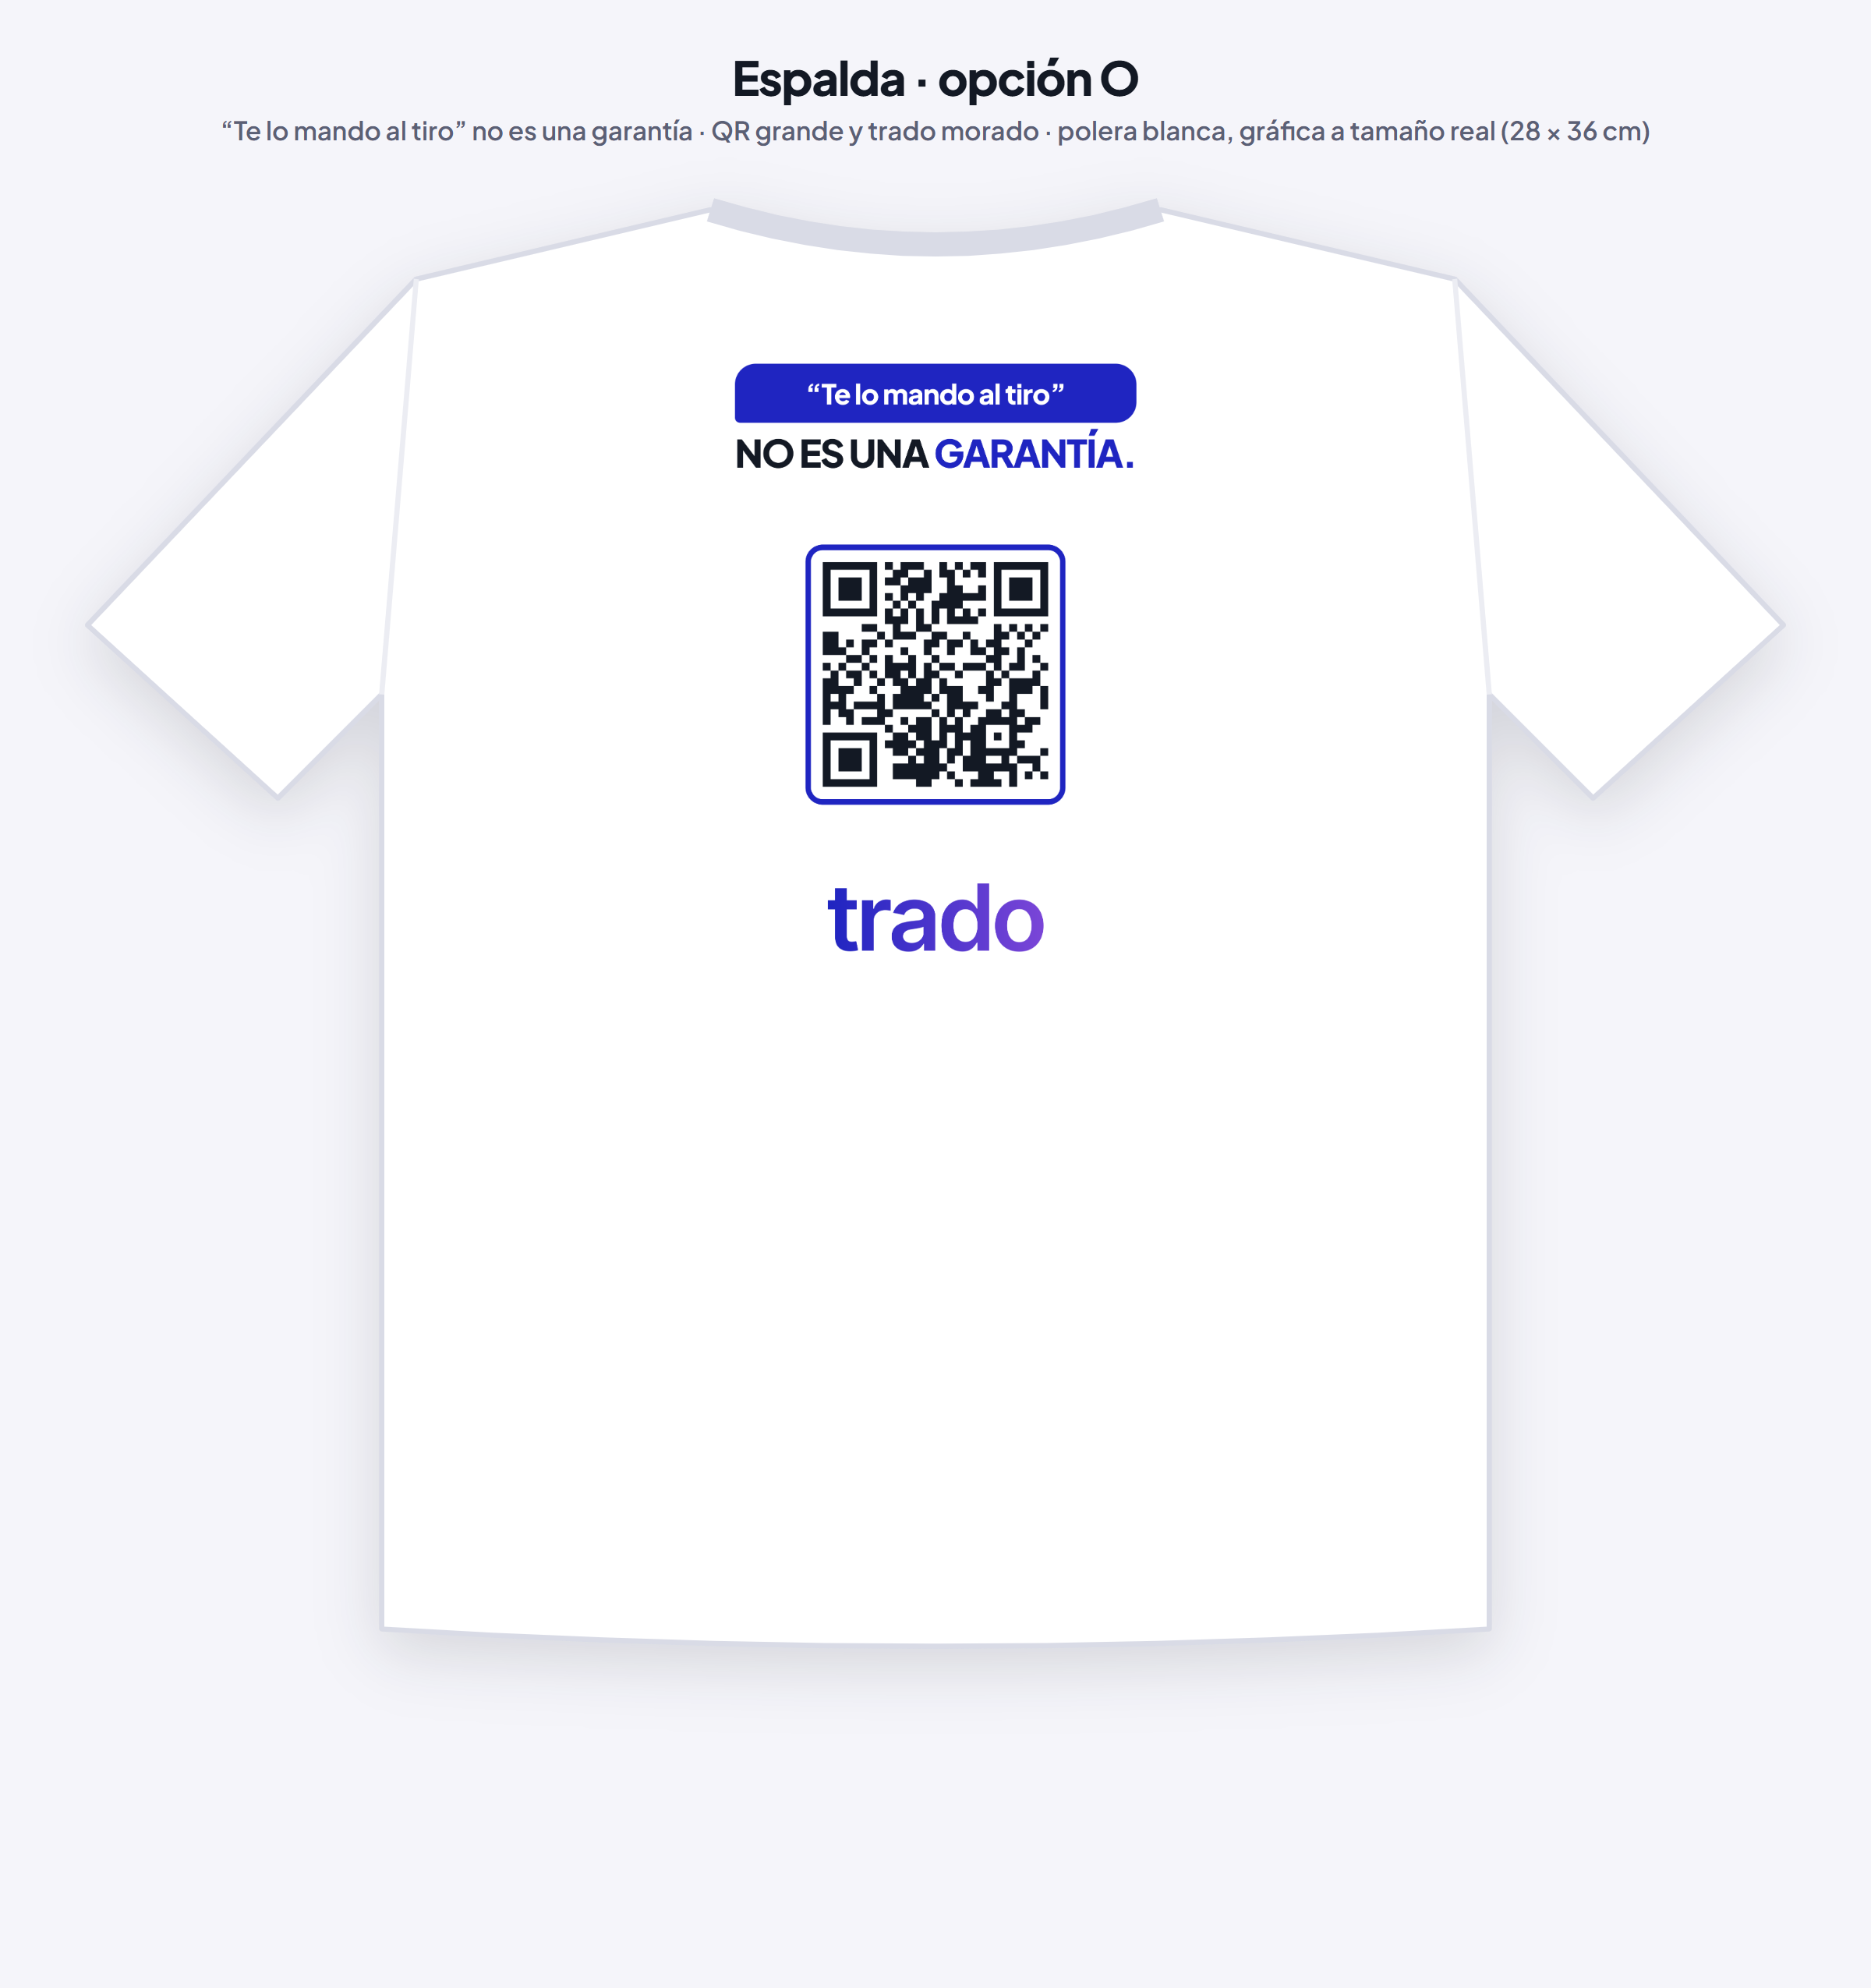 Espalda · opción O
“Te lo mando al tiro” no es una garantía · QR grande y trado morado · polera blanca, gráfica a tamaño real (28 × 36 cm)
“Te lo mando al tiro”
NO ES UNA GARANTÍA.
trado